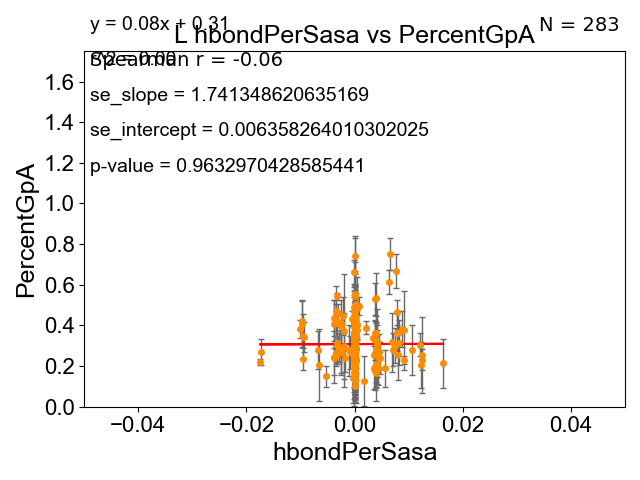 y = 0.08x + 0.31
N = 283
L hbondPerSasa vs PercentGpA
Spearman r = -0.06
se_slope = 1.741348620635169
se_intercept = 0.006358264010302025
p-value = 0.9632970428585441
PercentGpA
1.6
1.4
1.2
1.0
0.8
0.6
0.4
0.2
0.0
−0.04
−0.02
0.00
0.02
0.04
hbondPerSasa